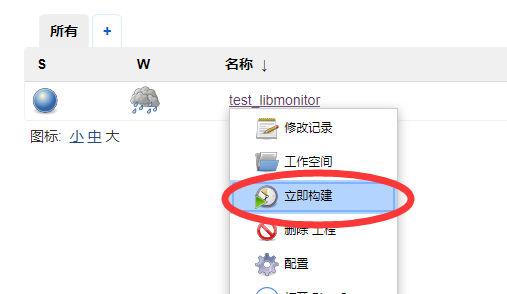 所有 +
S W 名称 ↓
test_libmonitor
图标: 小 中 大
修改记录
工作空间
立即构建
删除 工程
配置